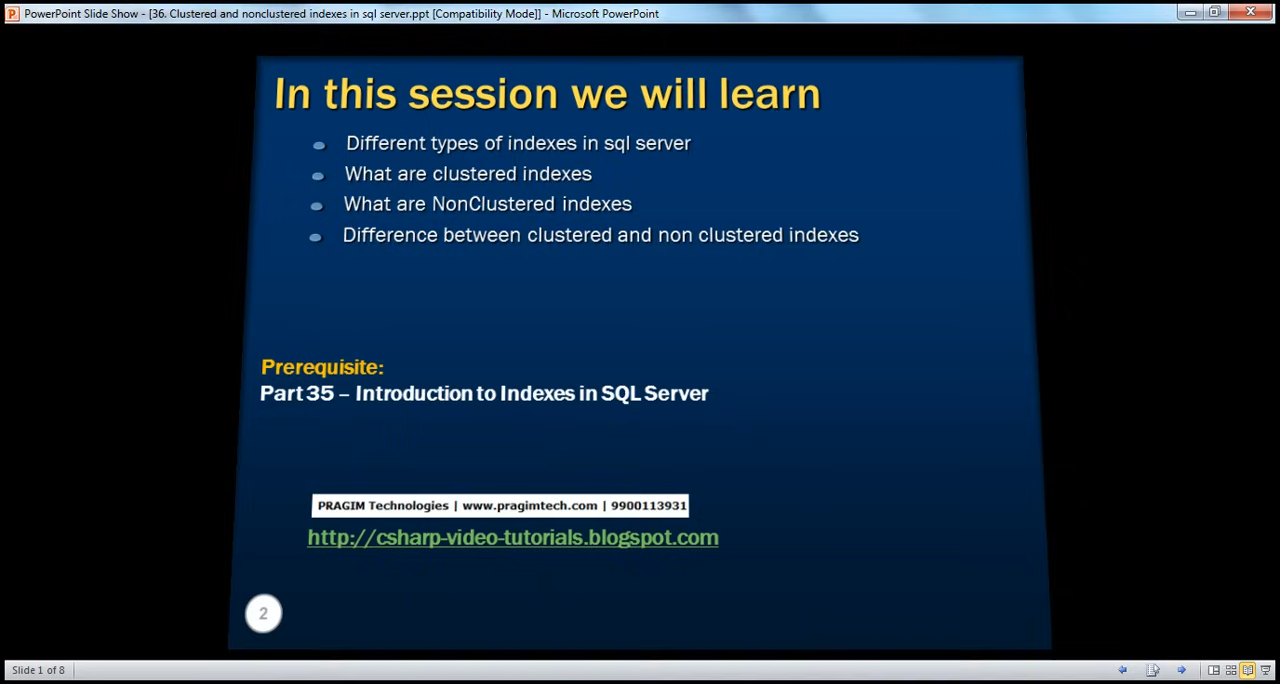 PowerPoint Slide Show - [36. Clustered and nonclustered indexes in sql server.ppt [Compatibility Mode]] - Microsoft PowerPoint
In this session we will learn
Different types of indexes in sql server
What are clustered indexes
What are NonClustered indexes
Difference between clustered and non clustered indexes
Prerequisite:
Part 35 – Introduction to Indexes in SQL Server
PRAGIM Technologies | www.pragimtech.com | 9900113931
http://csharp-video-tutorials.blogspot.com
2
Slide 1 of 8